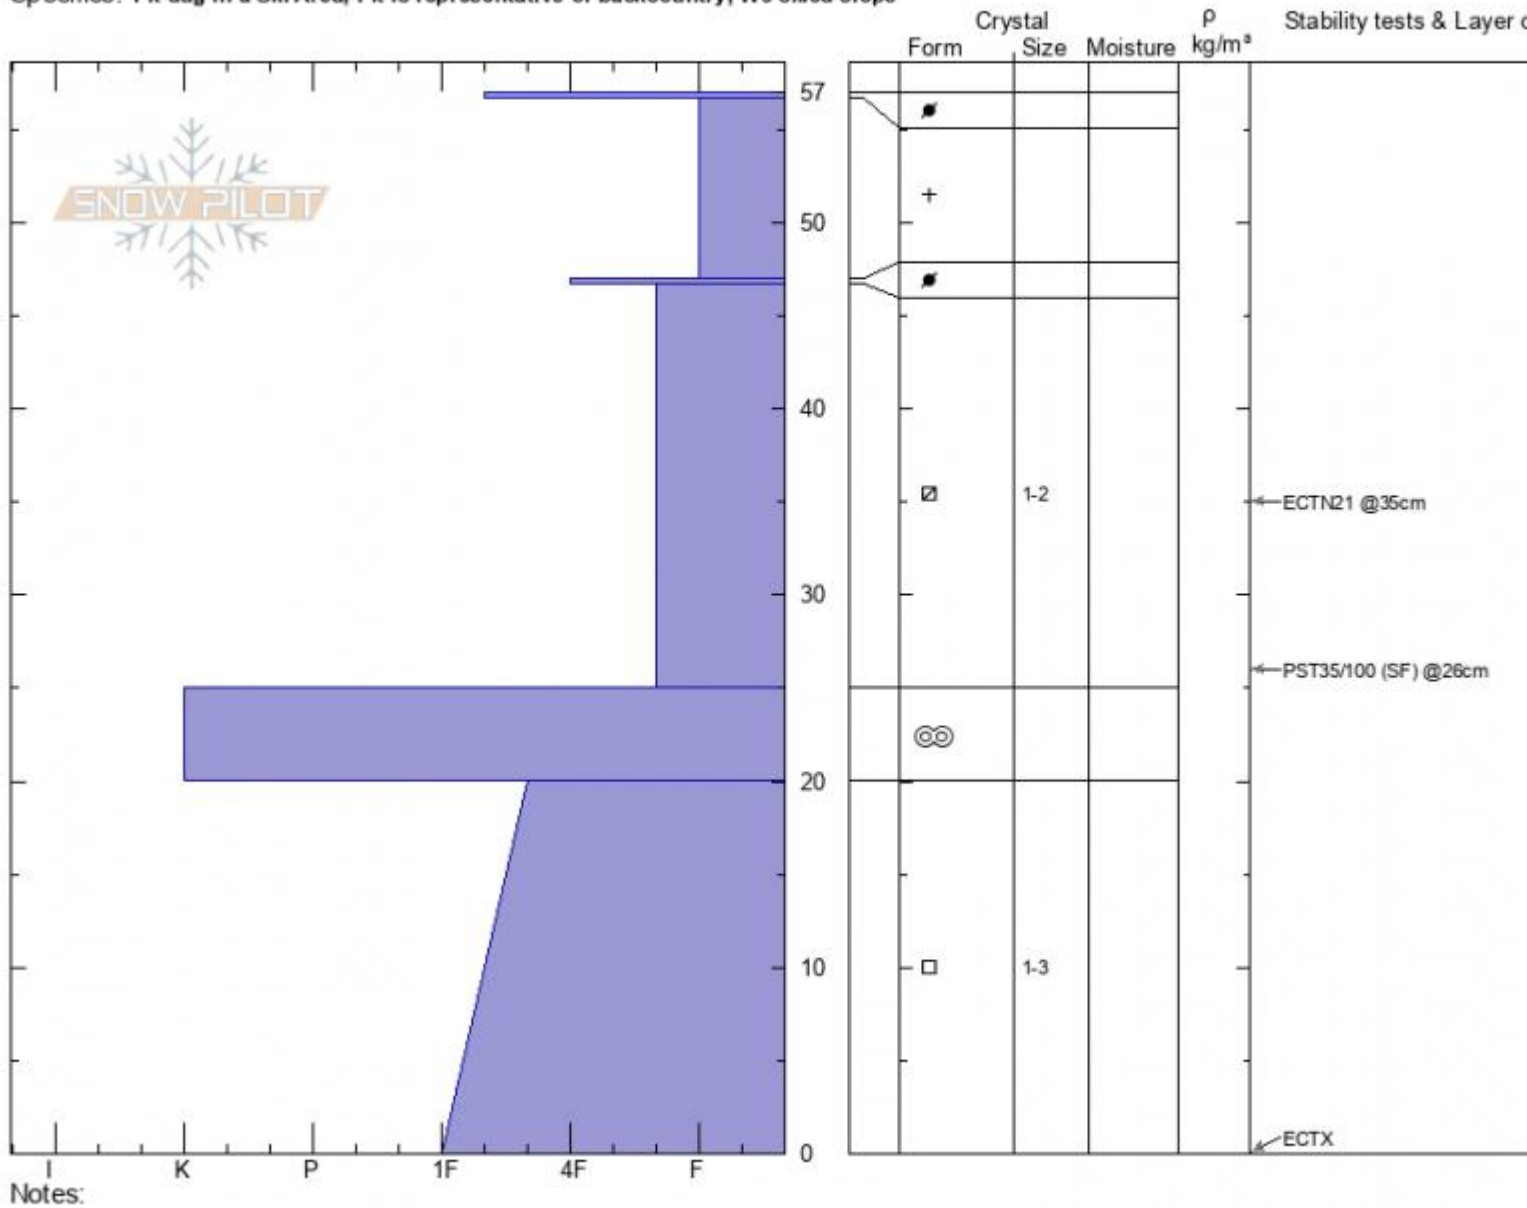 Crystal ρ Stability tests & Layer
Form Size Moisture kg/m³
57
SNOW PILOT
50
40
1-2
ECTN21 @35cm
30
PST35/100 (SF) @26cm
20
10
1-3
ECTX
0
I K P 1F 4F F
Notes: